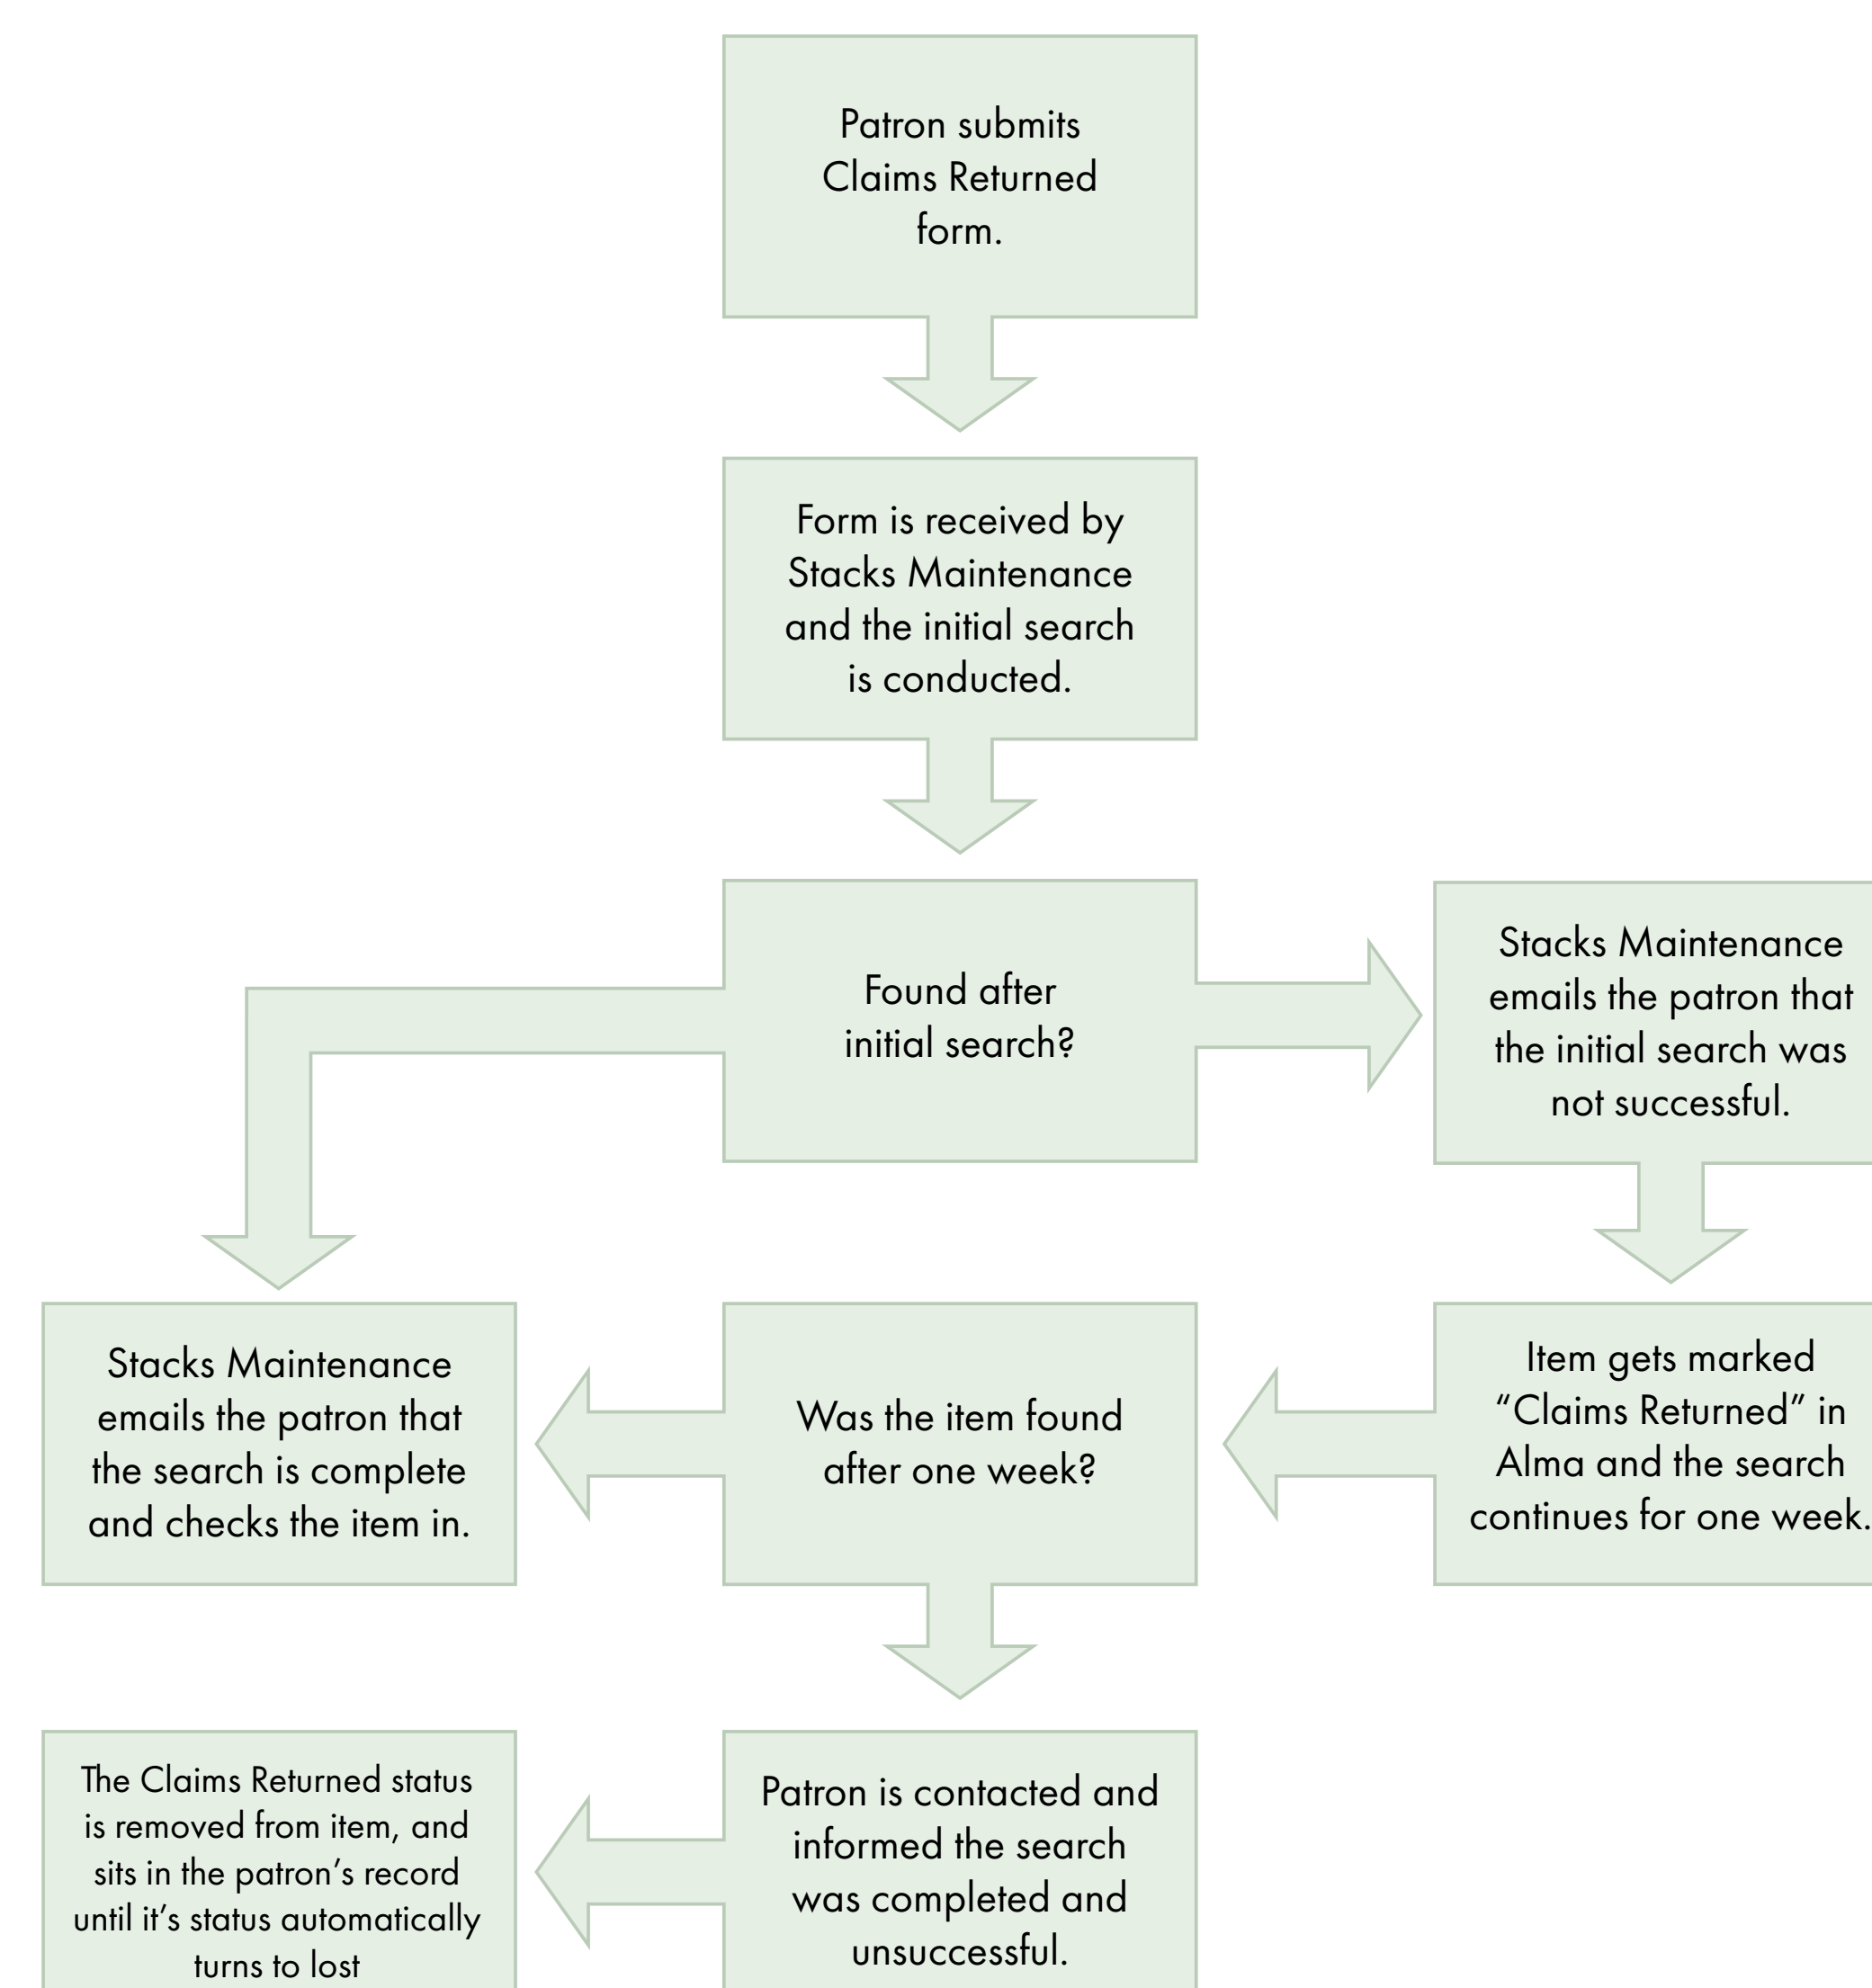 Patron submits
Claims Returned
form.
Form is received by
Stacks Maintenance
and the initial search
is conducted.
Found after
initial search?
Stacks Maintenance
emails the patron that
the initial search was
not successful.
Stacks Maintenance
emails the patron that
the search is complete
and checks the item in.
Was the item found
after one week?
Item gets marked
“Claims Returned” in
Alma and the search
continues for one week.
The Claims Returned status
is removed from item, and
sits in the patron’s record
until it’s status automatically
turns to lost
Patron is contacted and
informed the search
was completed and
unsuccessful.